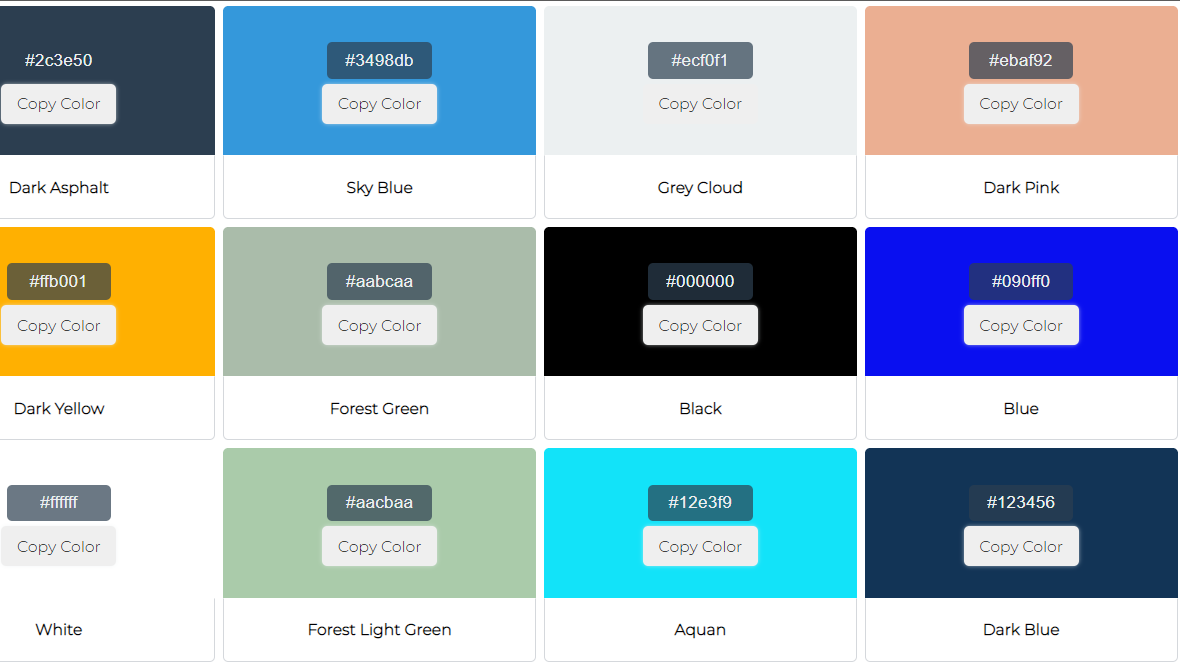 #2c3e50
Copy Color
Dark Asphalt
#3498db
Copy Color
Sky Blue
#ecf0f1
Copy Color
Grey Cloud
#ebaf92
Copy Color
Dark Pink
#ffb001
Copy Color
Dark Yellow
#aabcaa
Copy Color
Forest Green
#000000
Copy Color
Black
#090ff0
Copy Color
Blue
#ffffff
Copy Color
White
#aacbaa
Copy Color
Forest Light Green
#12e3f9
Copy Color
Aquan
#123456
Copy Color
Dark Blue